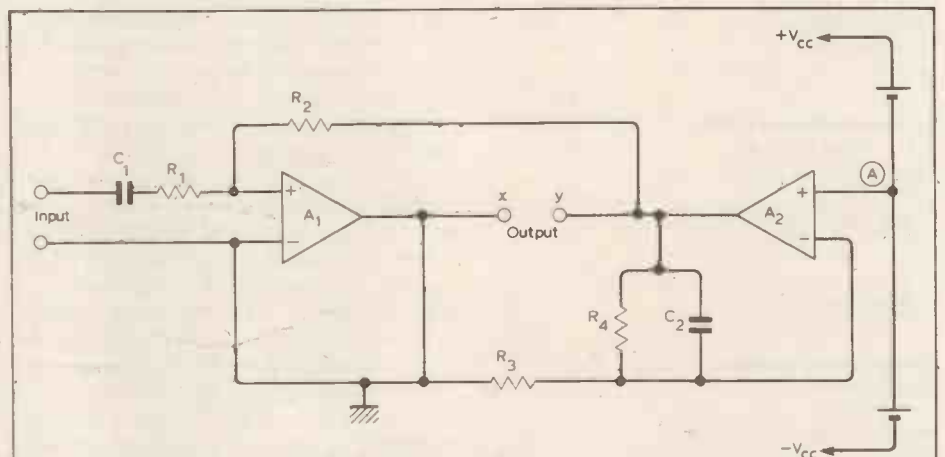 +Vcc
R2
C1
R1
+
A1
−
Input
x
y
Output
A
+
A2
−
R4
C2
R3
−Vcc